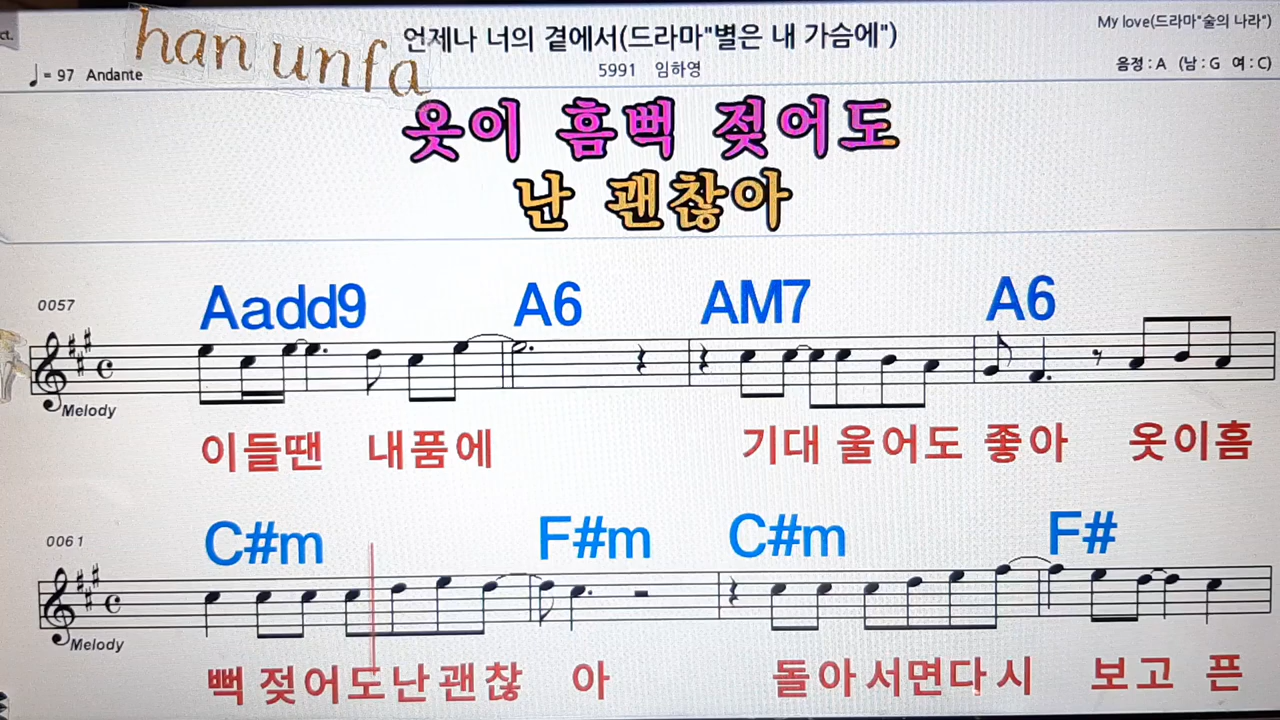 ct.
han unfa
언제나 너의 곁에서(드라마"별은 내 가슴에")
My love(드라마"술의 나라")
♩= 97 Andante
5991 임하영
음정 : A (남 : G 여 : C)
옷이 흠뻑 젖어도
난 괜찮아
0057
Aadd9 A6 AM7 A6
Melody
이들땐 내품에 기대 울어도 좋아 옷이흠
0061
C#m F#m C#m F#
Melody
뻑 젖어도난괜찮 아 돌아서면다시 보고 픈